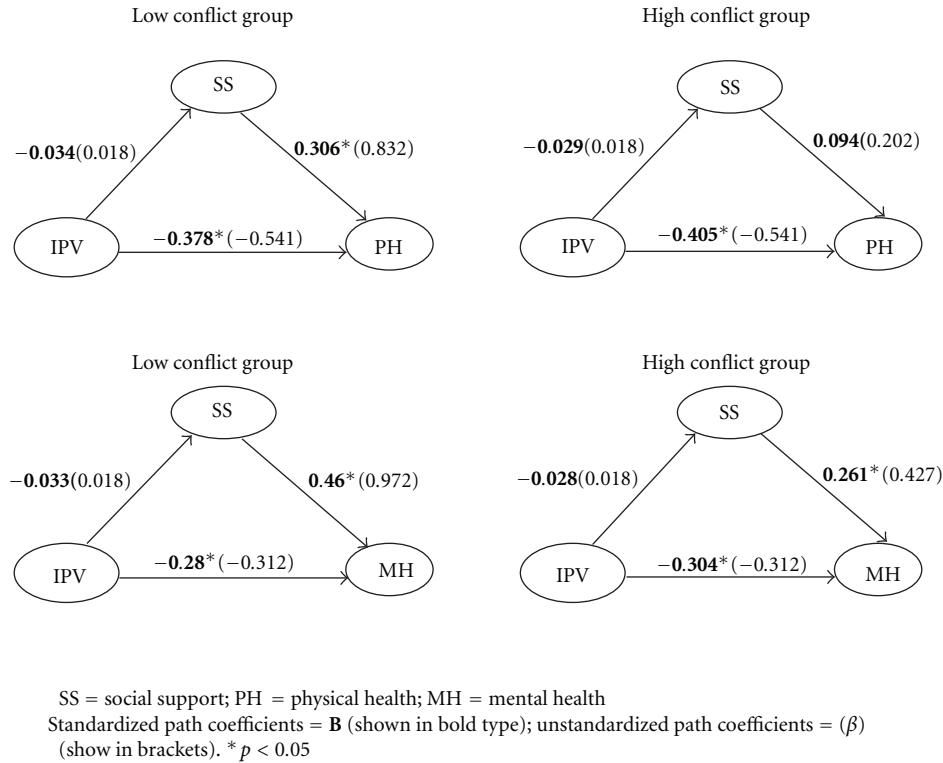 Low conflict group
High conflict group
SS
SS
−0.034(0.018)
0.306*(0.832)
−0.029(0.018)
0.094(0.202)
IPV
−0.378*(−0.541)
PH
IPV
−0.405*(−0.541)
PH
Low conflict group
High conflict group
SS
SS
−0.033(0.018)
0.46*(0.972)
−0.028(0.018)
0.261*(0.427)
IPV
−0.28*(−0.312)
MH
IPV
−0.304*(−0.312)
MH
SS = social support; PH = physical health; MH = mental health
Standardized path coefficients = B (shown in bold type); unstandardized path coefficients = (β)
(show in brackets). *p < 0.05